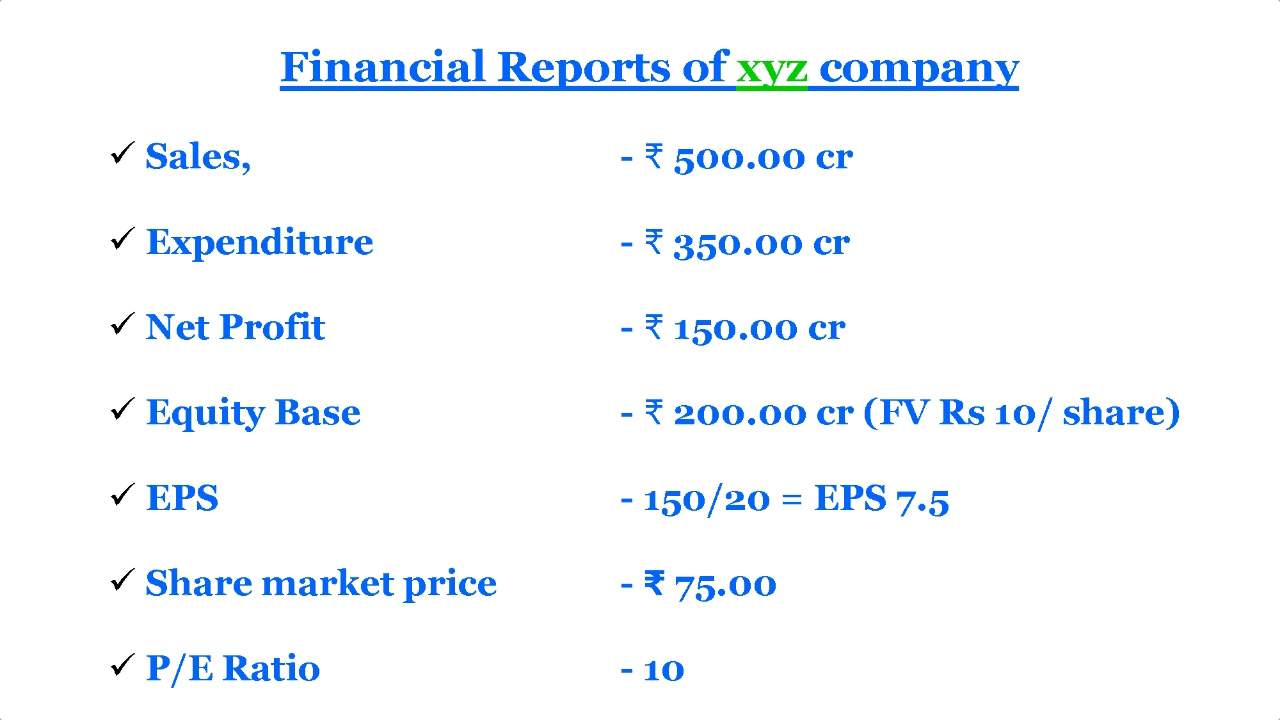 Financial Reports of xyz company
✓ Sales, - ₹ 500.00 cr
✓ Expenditure - ₹ 350.00 cr
✓ Net Profit - ₹ 150.00 cr
✓ Equity Base - ₹ 200.00 cr (FV Rs 10/ share)
✓ EPS - 150/20 = EPS 7.5
✓ Share market price - ₹ 75.00
✓ P/E Ratio - 10